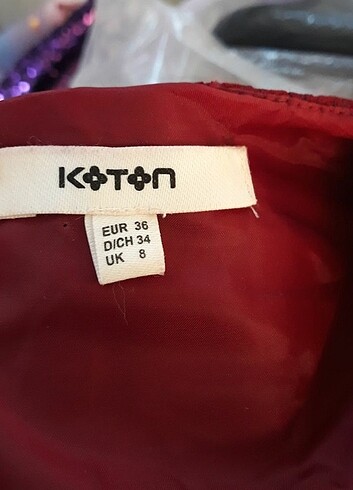 KOTON
EUR 36
D/CH 34
UK 8